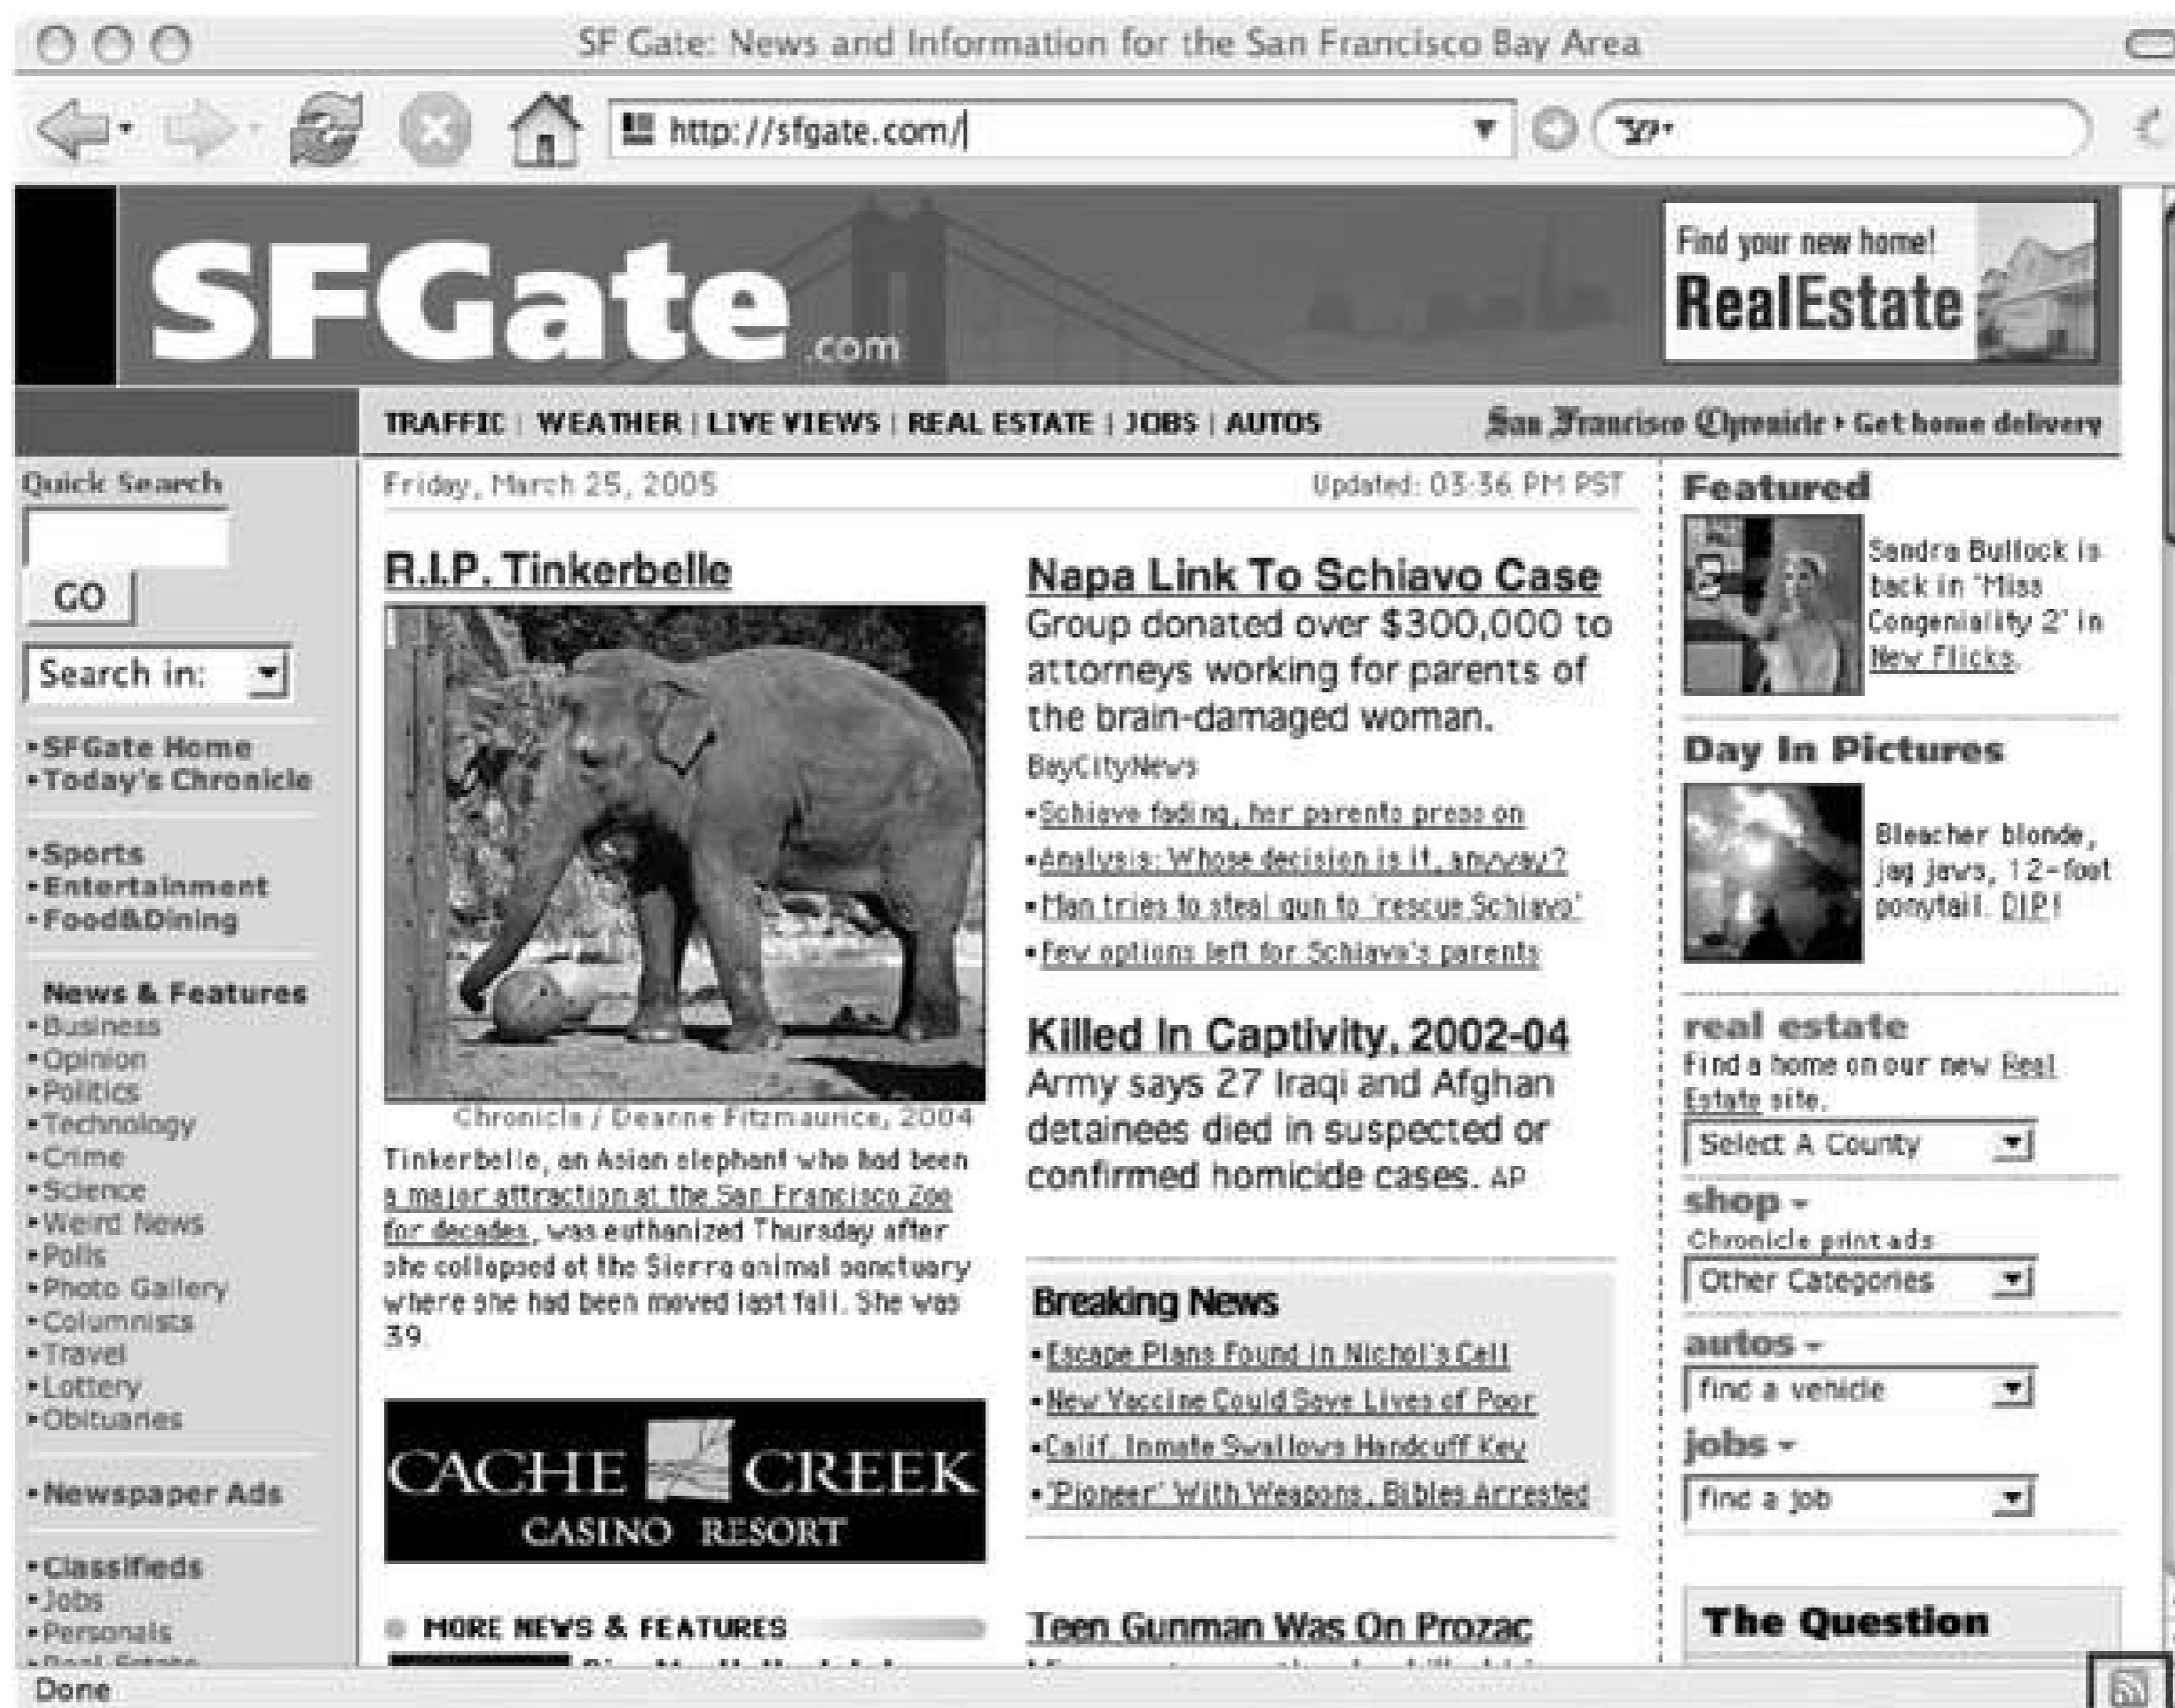 SF Gate: News and Information for the San Francisco Bay Area
http://sfgate.com/
SFGate.com
Find your new home!
RealEstate
TRAFFIC | WEATHER | LIVE VIEWS | REAL ESTATE | JOBS | AUTOS
San Francisco Chronicle Get home delivery
Quick Search
GO
Search in:
SFGate Home
Today's Chronicle
Sports
Entertainment
Food&Dining
News & Features
Business
Opinion
Politics
Technology
Crime
Science
Weird News
Polls
Photo Gallery
Columnists
Travel
Lottery
Obituaries
Newspaper Ads
Classifieds
Jobs
Personals
Real Estate
Friday, March 25, 2005
Updated: 03:36 PM PST
R.I.P. Tinkerbelle
Chronicle / Deanne Fitzmaurice, 2004
Tinkerbelle, an Asian elephant who had been
a major attraction at the San Francisco Zoo
for decades, was euthanized Thursday after
she collapsed at the Sierra animal sanctuary
where she had been moved last fall. She was
39.
CACHE CREEK
CASINO RESORT
MORE NEWS & FEATURES
Napa Link To Schiavo Case
Group donated over $300,000 to
attorneys working for parents of
the brain-damaged woman.
BayCityNews
Schiavo fading, her parents press on
Analysis: Whose decision is it, anyway?
Man tries to steal gun to 'rescue Schiavo'
Few options left for Schiavo's parents
Killed In Captivity, 2002-04
Army says 27 Iraqi and Afghan
detainees died in suspected or
confirmed homicide cases. AP
Breaking News
Escape Plans Found in Nichol's Cell
New Vaccine Could Save Lives of Poor
Calif. Inmate Swallows Handcuff Key
'Pioneer' With Weapons, Bibles Arrested
Teen Gunman Was On Prozac
Featured
Sandra Bullock is
back in 'Miss
Congeniality 2' in
New Flicks.
Day In Pictures
Bleacher blonde,
jag jaws, 12-foot
ponytail. DIP!
real estate
Find a home on our new Real
Estate site.
Select A County
shop
Chronicle print ads
Other Categories
autos
find a vehicle
jobs
find a job
The Question
Done